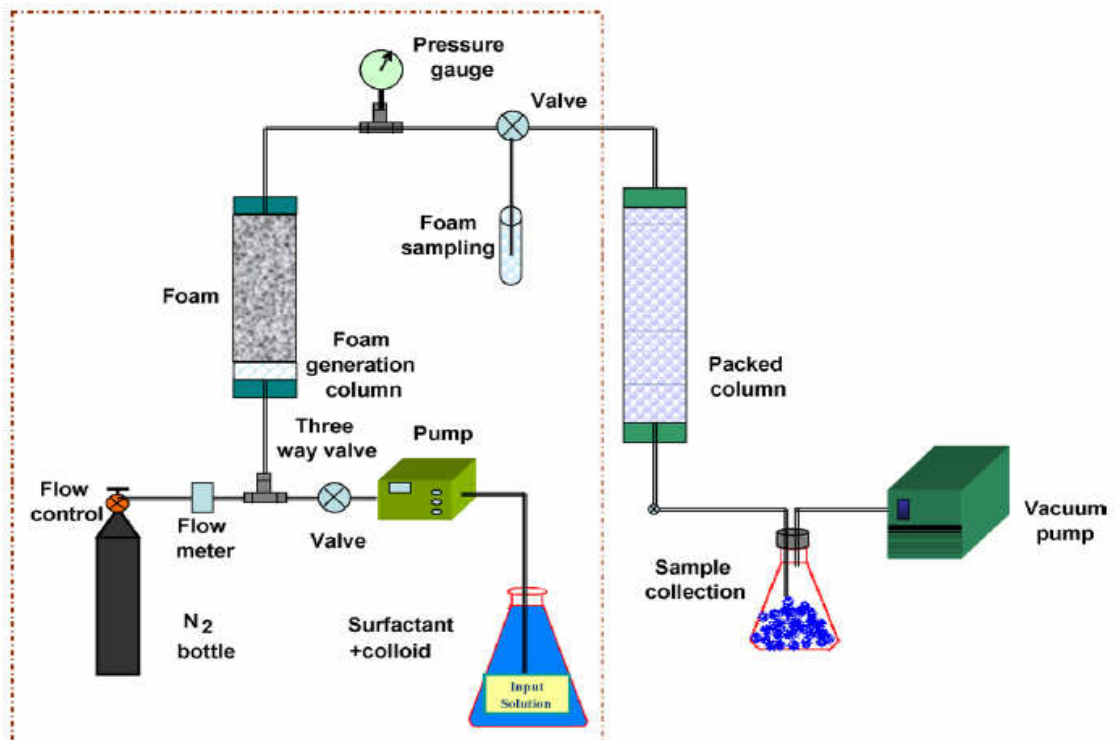 Pressure
gauge
Valve
Foam
sampling
Foam
Foam
generation
column
Packed
column
Three
way valve
Pump
Flow
control
Flow
meter
Valve
Vacuum
pump
Sample
collection
N2
bottle
Surfactant
+colloid
Input
Solution